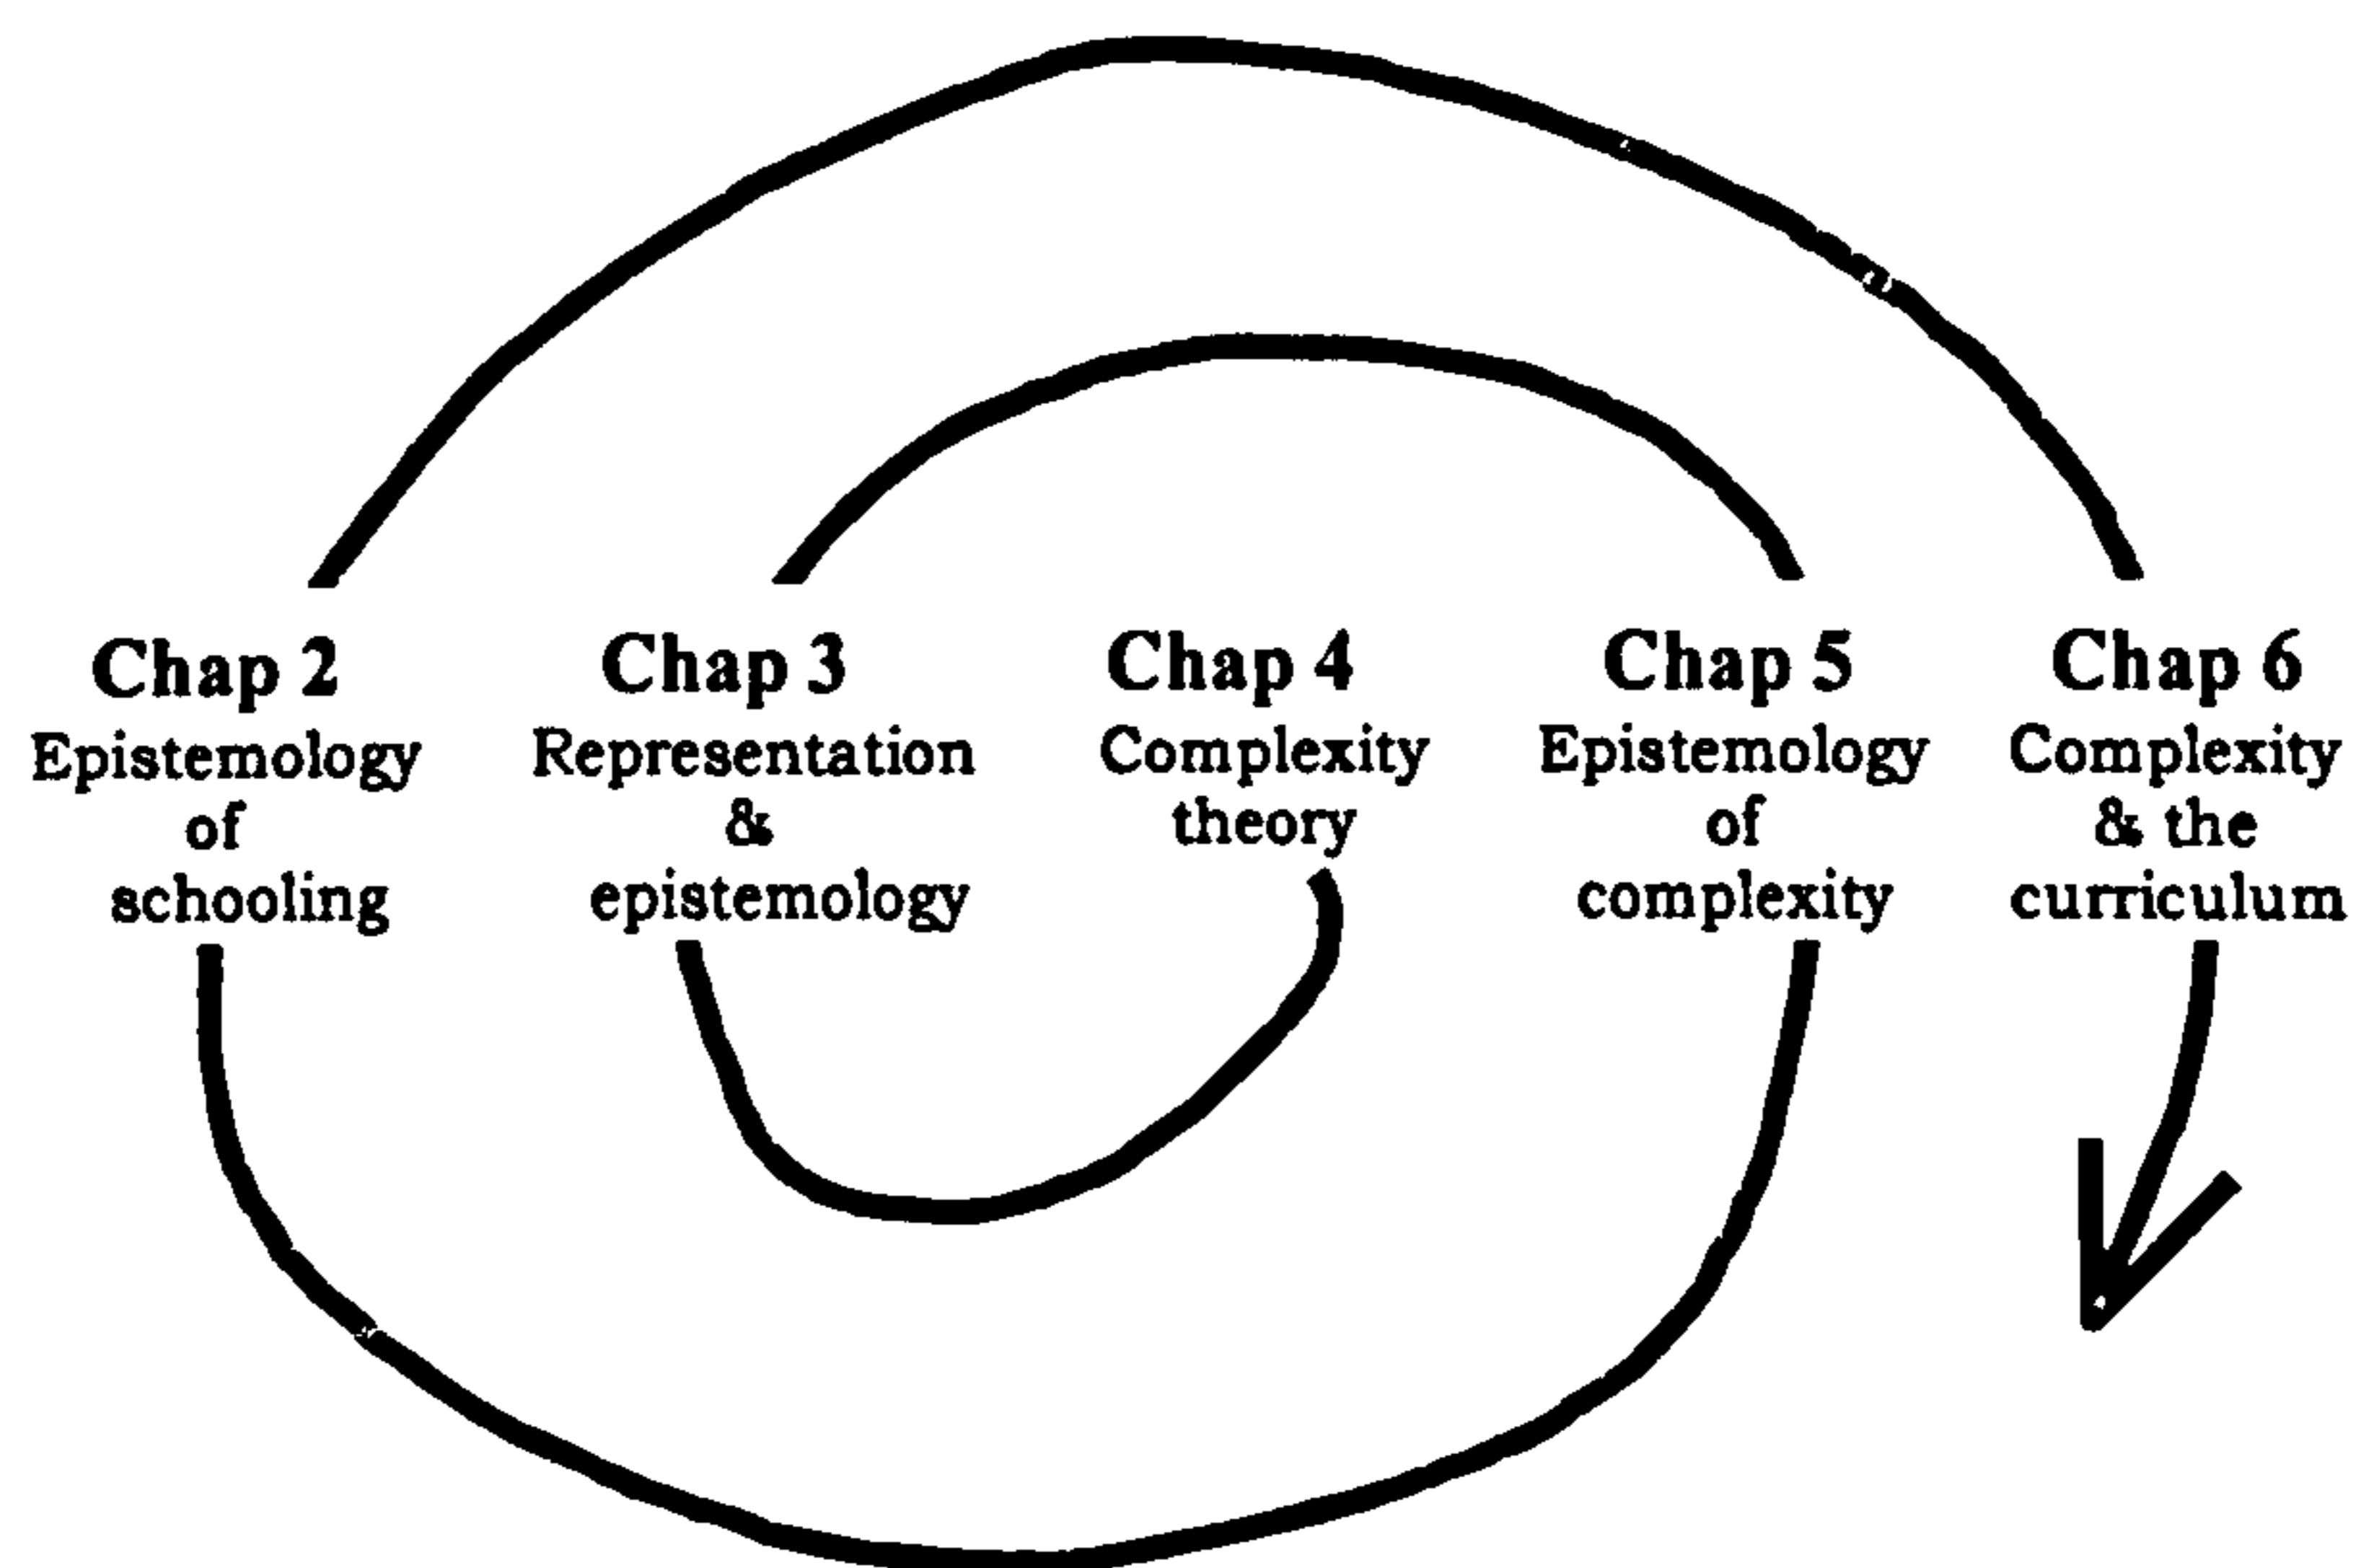 Chap 2
Epistemology
of
schooling
Chap 3
Representation
&
epistemology
Chap 4
Complexity
theory
Chap 5
Epistemology
of
complexity
Chap 6
Complexity
& the
curriculum